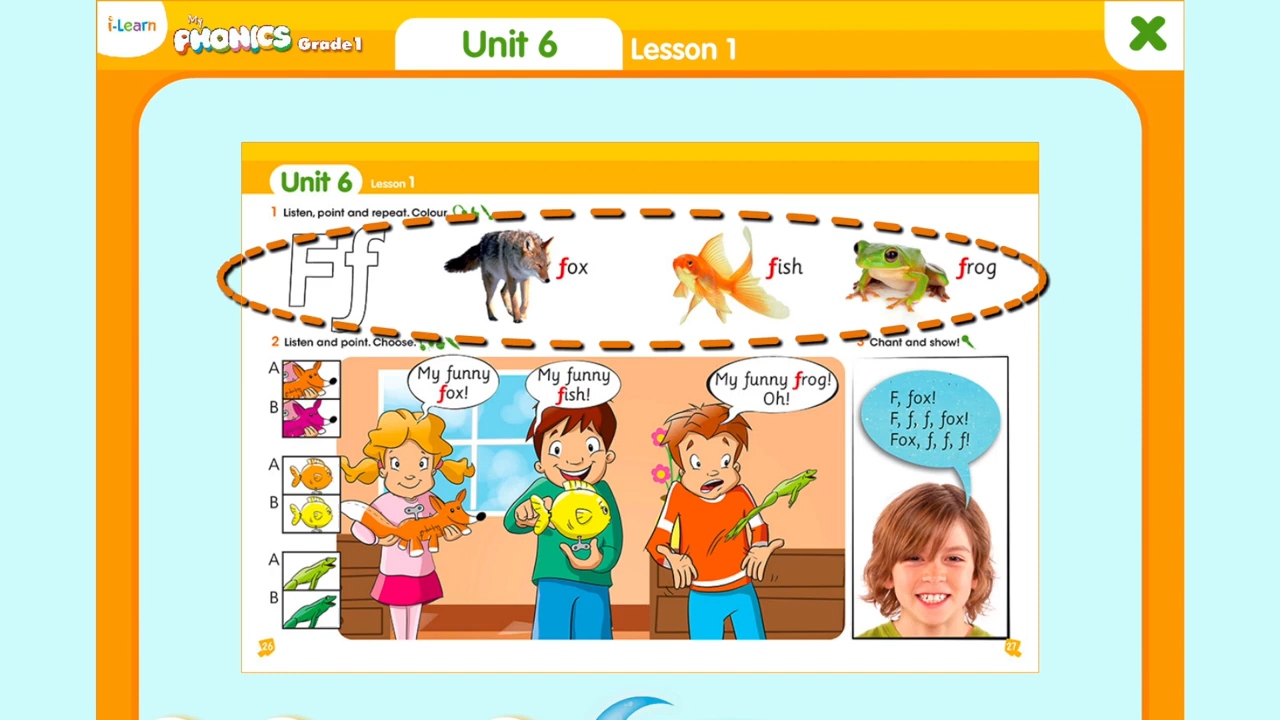 i-Learn
My
PHONICS Grade 1
Unit 6
Lesson 1
Unit 6
Lesson 1
1 Listen, point and repeat. Colour.
Ff
fox
fish
frog
2 Listen and point. Choose.
3 Chant and show!
A
B
A
B
A
B
My funny
fox!
My funny
fish!
My funny frog!
Oh!
F, fox!
F, f, f, fox!
Fox, f, f, f!
26
27